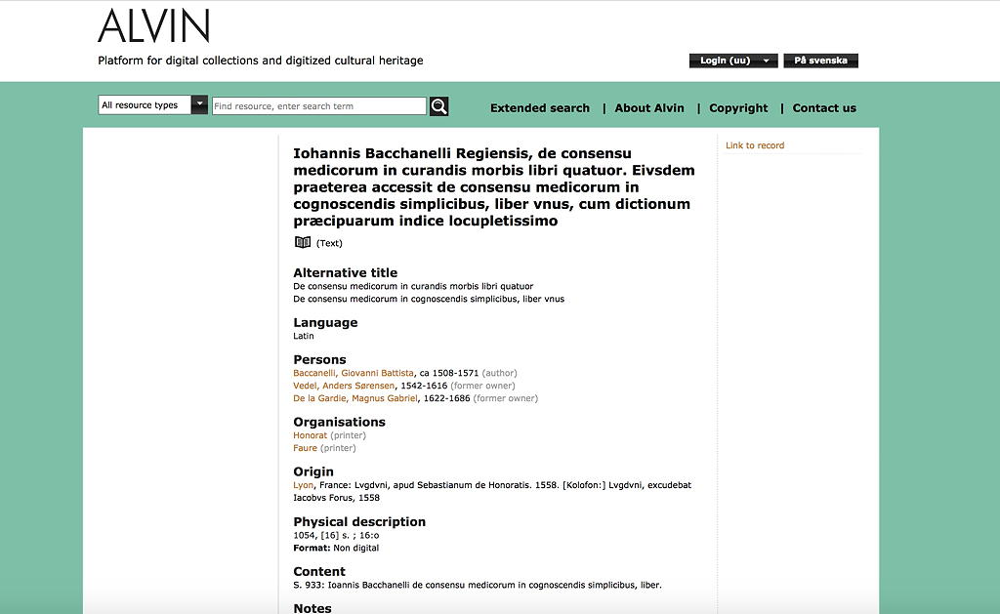 ALVIN
Platform for digital collections and digitized cultural heritage
Login (uu)
På svenska
All resource types
Find resource, enter search term
Extended search | About Alvin | Copyright | Contact us
Iohannis Bacchanelli Regiensis, de consensu
medicorum in curandis morbis libri quatuor. Eivsdem
praeterea accessit de consensu medicorum in
cognoscendis simplicibus, liber vnus, cum dictionum
præcipuarum indice locupletissimo
(Text)
Link to record
Alternative title
De consensu medicorum in curandis morbis libri quatuor
De consensu medicorum in cognoscendis simplicibus, liber vnus
Language
Latin
Persons
Baccanelli, Giovanni Battista, ca 1508-1571 (author)
Vedel, Anders Sørensen, 1542-1616 (former owner)
De la Gardie, Magnus Gabriel, 1622-1686 (former owner)
Organisations
Honorat (printer)
Faure (printer)
Origin
Lyon, France: Lvgdvni, apud Sebastianum de Honoratis. 1558. [Kolofon:] Lvgdvni, excudebat
Iacobvs Forus, 1558
Physical description
1054, [16] s. ; 16:o
Format: Non digital
Content
S. 933: Ioannis Bacchanelli de consensu medicorum in cognoscendis simplicibus, liber.
Notes